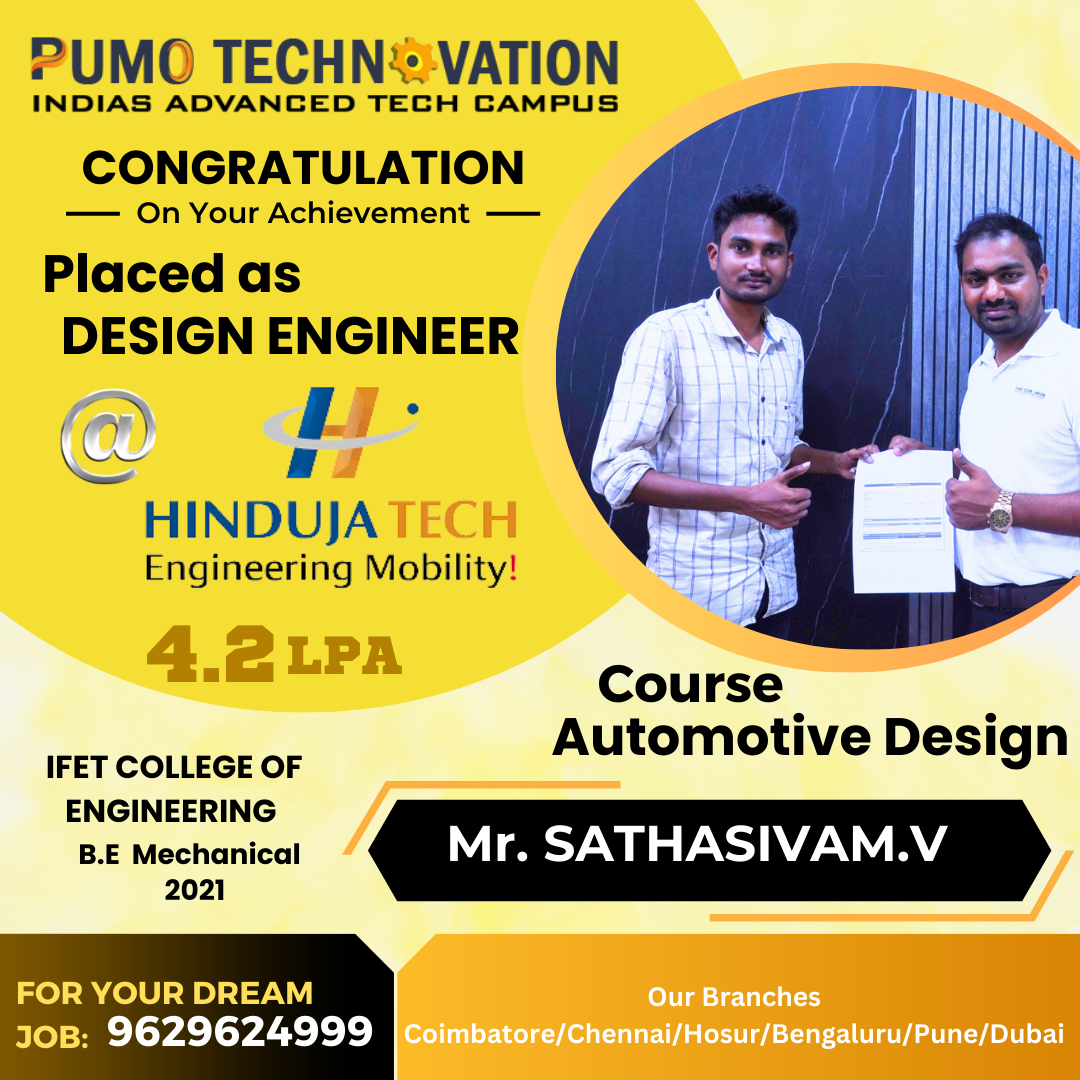 PUMO TECHNOVATION
INDIAS ADVANCED TECH CAMPUS
CONGRATULATION
On Your Achievement
Placed as
DESIGN ENGINEER
@
HINDUJA TECH
Engineering Mobility!
4.2 LPA
Course
Automotive Design
IFET COLLEGE OF
ENGINEERING
B.E Mechanical
2021
Mr. SATHASIVAM.V
FOR YOUR DREAM
JOB: 9629624999
Our Branches
Coimbatore/Chennai/Hosur/Bengaluru/Pune/Dubai